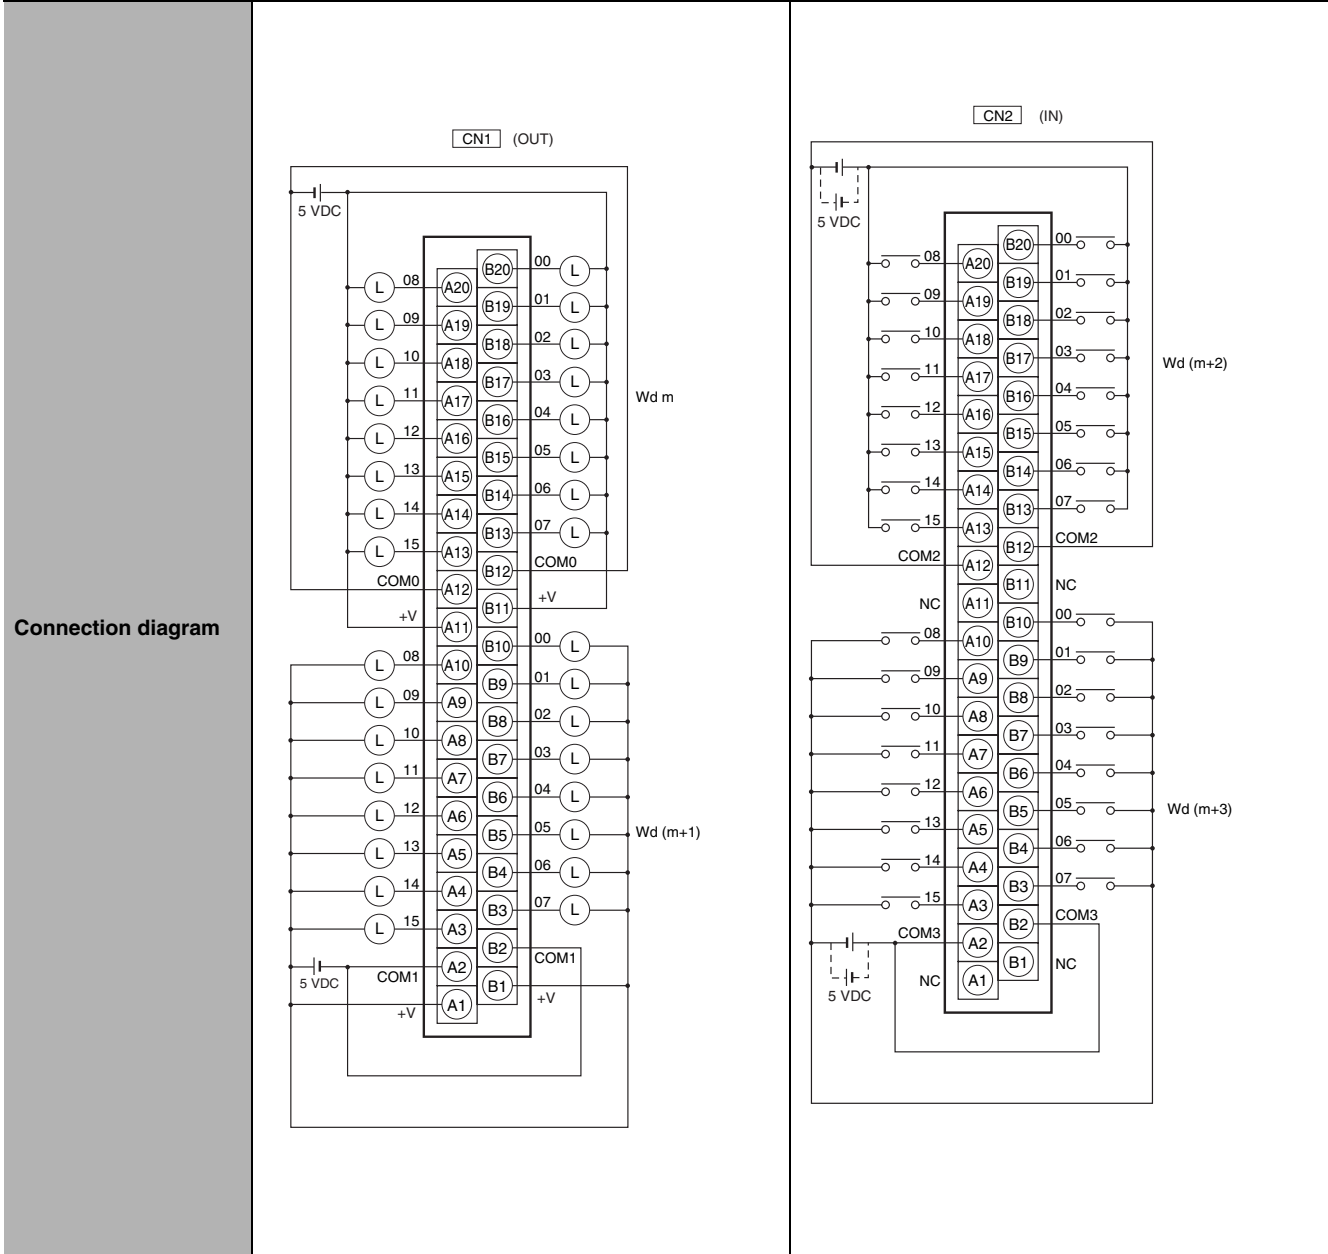 Connection diagram
CN1 (OUT)
5 VDC
B20 00 L
L 08 A20
B19 01 L
L 09 A19
B18 02 L
L 10 A18
B17 03 L
L 11 A17
Wd m
B16 04 L
L 12 A16
B15 05 L
L 13 A15
B14 06 L
L 14 A14
B13 07 L
L 15 A13
B12 COM0
COM0 A12
B11 +V
+V A11
B10 00 L
L 08 A10
B9 01 L
L 09 A9
B8 02 L
L 10 A8
B7 03 L
L 11 A7
B6 04 L
L 12 A6
B5 05 L
Wd (m+1)
L 13 A5
B4 06 L
L 14 A4
B3 07 L
L 15 A3
B2 COM1
5 VDC
COM1 A2
B1 +V
+V A1
CN2 (IN)
5 VDC
B20 00
08 A20
B19 01
09 A19
B18 02
10 A18
B17 03
Wd (m+2)
11 A17
B16 04
12 A16
B15 05
13 A15
B14 06
14 A14
B13 07
15 A13
B12 COM2
COM2 A12
B11 NC
NC A11
B10 00
08 A10
B9 01
09 A9
B8 02
10 A8
B7 03
11 A7
B6 04
12 A6
B5 05
Wd (m+3)
13 A5
B4 06
14 A4
B3 07
15 A3
B2 COM3
COM3 A2
B1 NC
NC A1
5 VDC